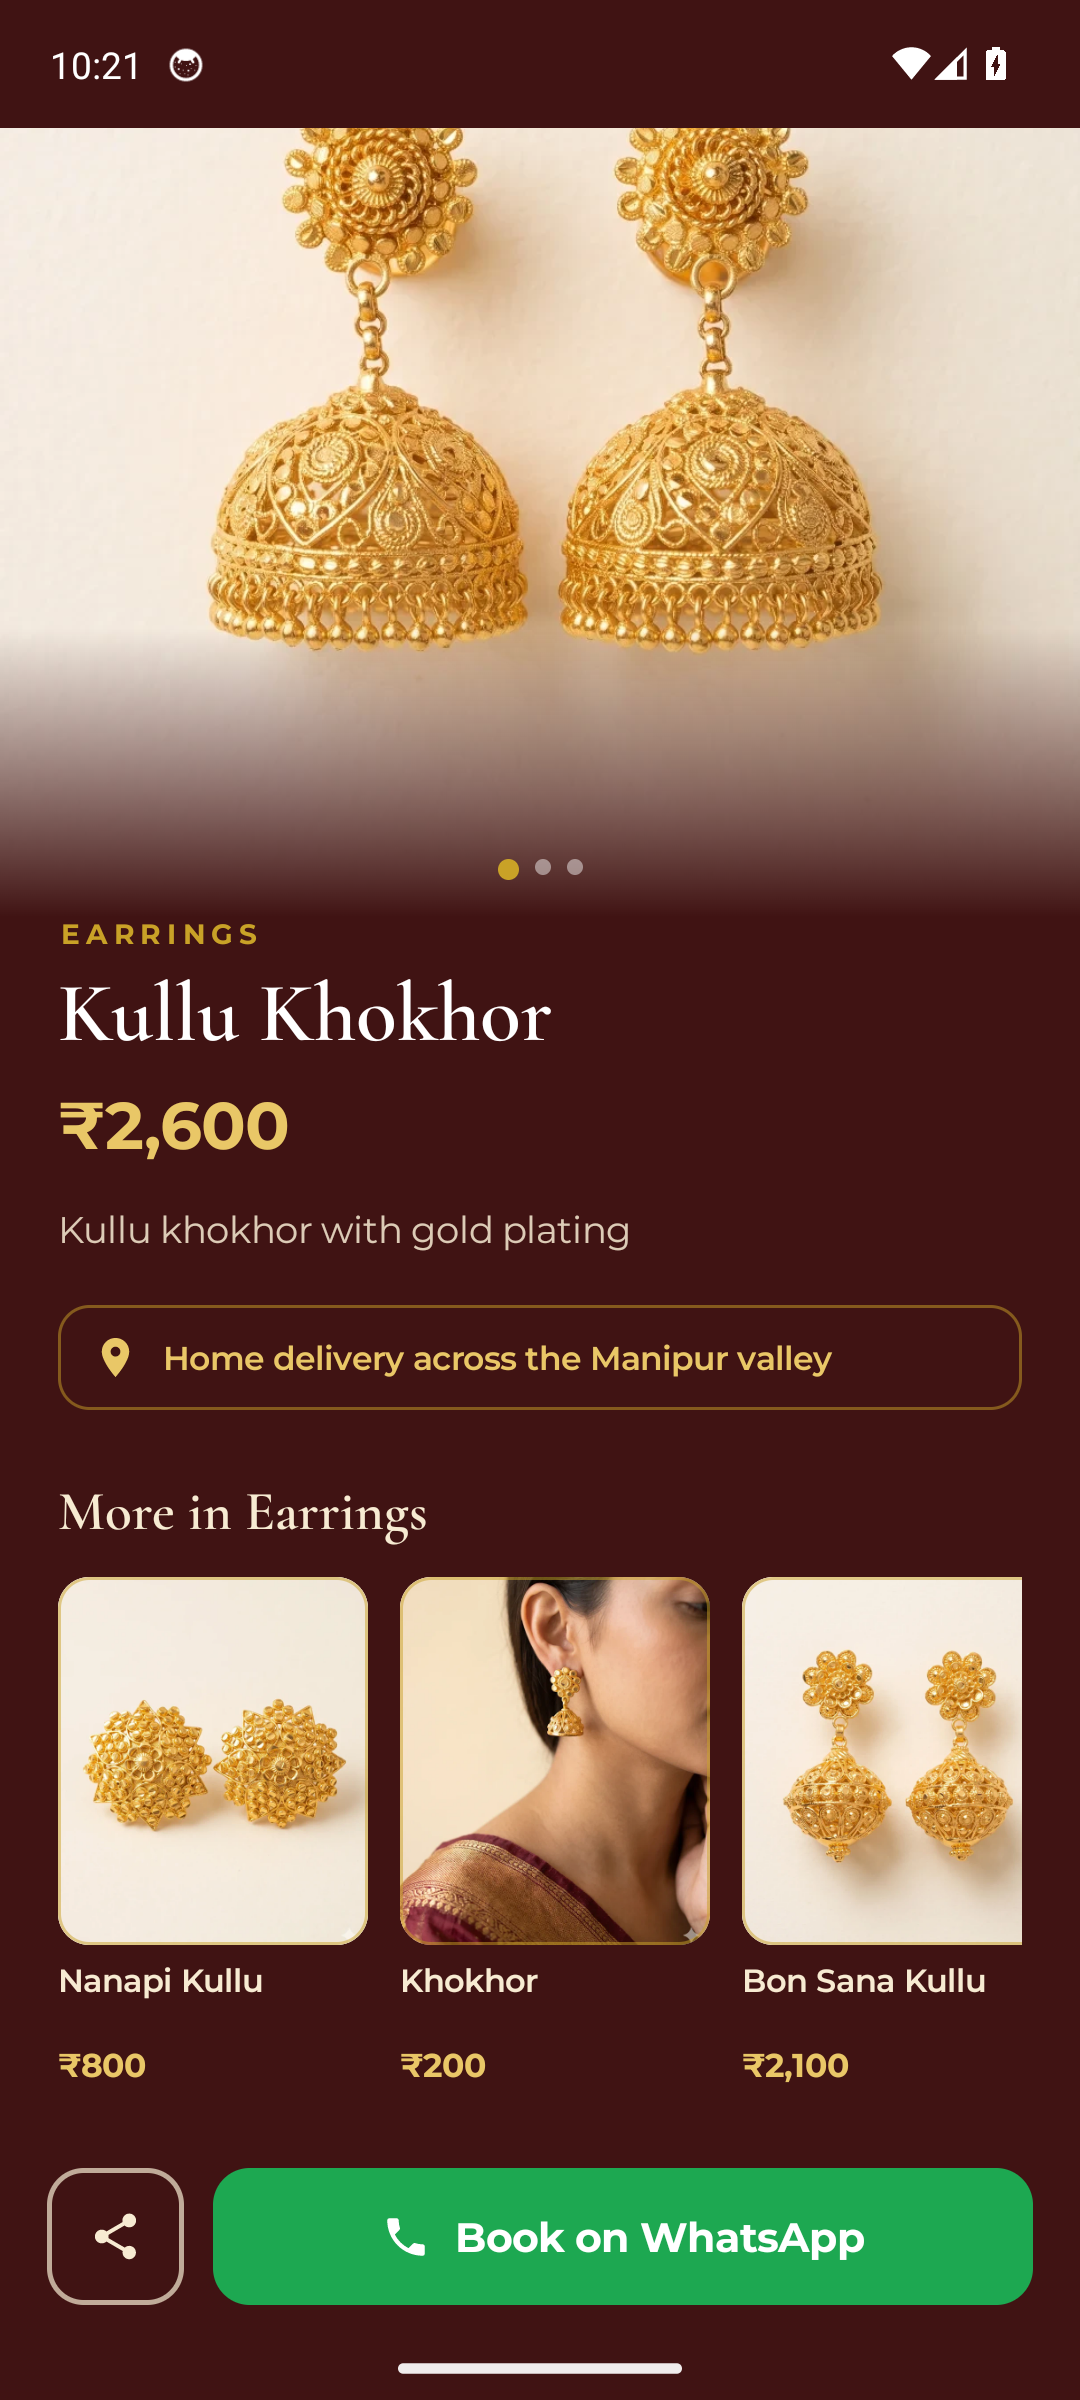 10:21
EARRINGS
Kullu Khokhor
₹2,600
Kullu khokhor with gold plating
Home delivery across the Manipur valley
More in Earrings
Nanapi Kullu
₹800
Khokhor
₹200
Bon Sana Kullu
₹2,100
Book on WhatsApp